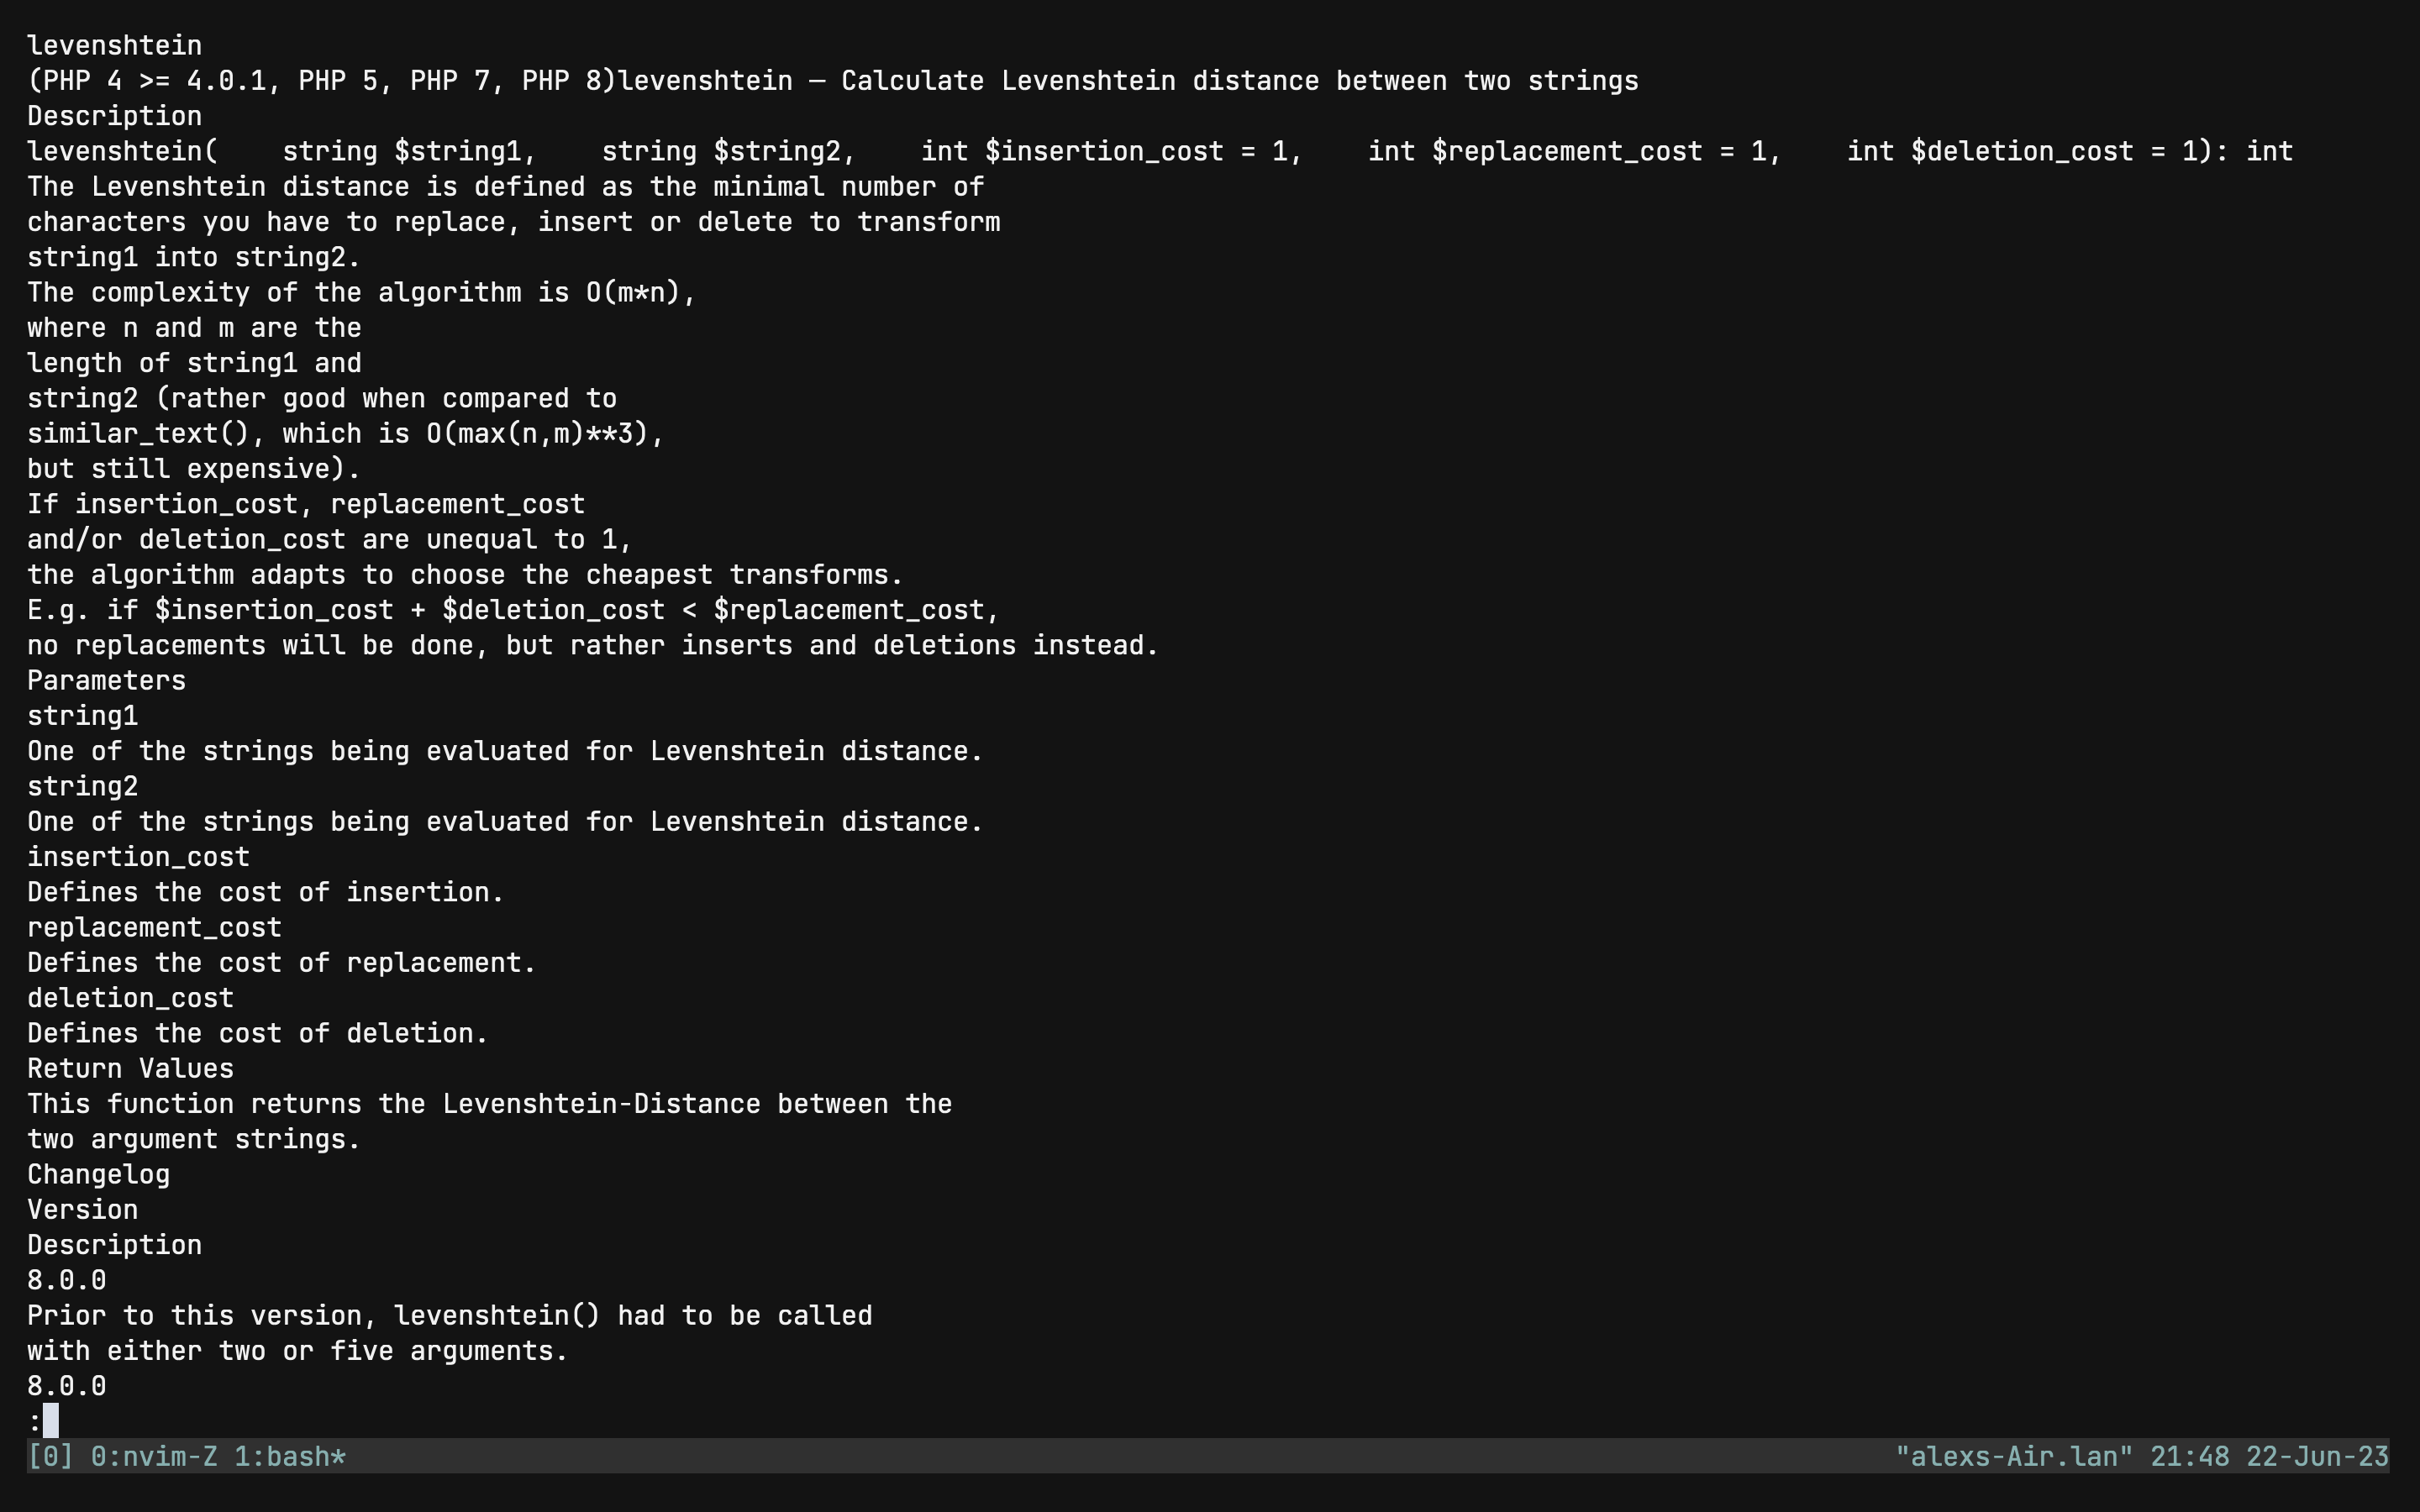 levenshtein
(PHP 4 >= 4.0.1, PHP 5, PHP 7, PHP 8)levenshtein — Calculate Levenshtein distance between two strings
Description
levenshtein(    string $string1,    string $string2,    int $insertion_cost = 1,    int $replacement_cost = 1,    int $deletion_cost = 1): int
The Levenshtein distance is defined as the minimal number of
characters you have to replace, insert or delete to transform
string1 into string2.
The complexity of the algorithm is O(m*n),
where n and m are the
length of string1 and
string2 (rather good when compared to
similar_text(), which is O(max(n,m)**3),
but still expensive).
If insertion_cost, replacement_cost
and/or deletion_cost are unequal to 1,
the algorithm adapts to choose the cheapest transforms.
E.g. if $insertion_cost + $deletion_cost < $replacement_cost,
no replacements will be done, but rather inserts and deletions instead.
Parameters
string1
One of the strings being evaluated for Levenshtein distance.
string2
One of the strings being evaluated for Levenshtein distance.
insertion_cost
Defines the cost of insertion.
replacement_cost
Defines the cost of replacement.
deletion_cost
Defines the cost of deletion.
Return Values
This function returns the Levenshtein-Distance between the
two argument strings.
Changelog
Version
Description
8.0.0
Prior to this version, levenshtein() had to be called
with either two or five arguments.
8.0.0
:
[0] 0:nvim-Z 1:bash* "alexs-Air.lan" 21:48 22-Jun-23